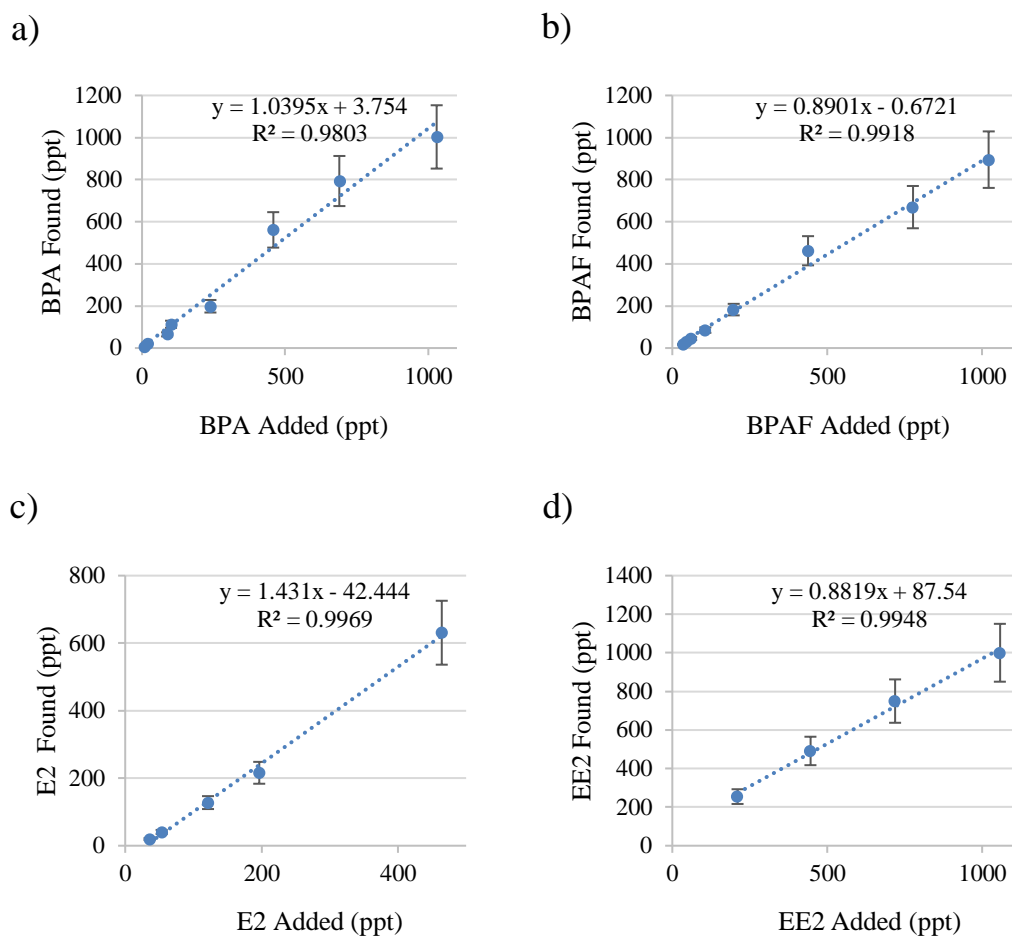 a)
y = 1.0395x + 3.754
R² = 0.9803
1200
1000
800
600
400
200
0
BPA Found (ppt)
0 500 1000
BPA Added (ppt)
b)
y = 0.8901x - 0.6721
R² = 0.9918
1200
1000
800
600
400
200
0
BPAF Found (ppt)
0 500 1000
BPAF Added (ppt)
c)
y = 1.431x - 42.444
R² = 0.9969
800
600
400
200
0
E2 Found (ppt)
0 200 400
E2 Added (ppt)
d)
y = 0.8819x + 87.54
R² = 0.9948
1400
1200
1000
800
600
400
200
0
EE2 Found (ppt)
0 500 1000
EE2 Added (ppt)